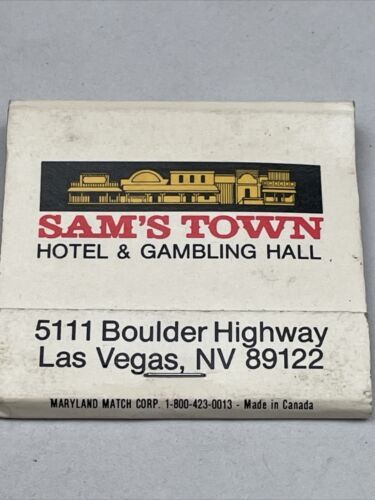 SAM'S TOWN
HOTEL & GAMBLING HALL
5111 Boulder Highway
Las Vegas, NV 89122
MARYLAND MATCH CORP. 1-800-423-0013 - Made in Canada